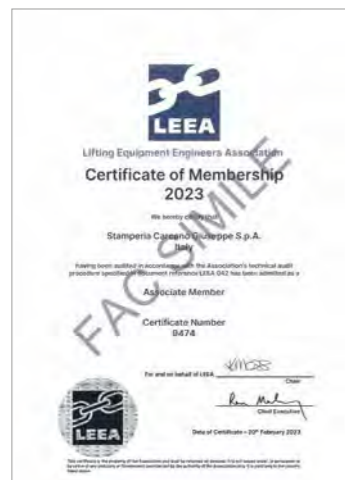 LEEA
Lifting Equipment Engineers Association
Certificate of Membership
2023
We hereby certify that
Stamperia Carcano Giuseppe S.p.A.
Italy
having been audited in accordance with the Association's technical audit
procedure specified in document reference LEEA 042 has been admitted as a
Associate Member
Certificate Number
0474
FAC SIMILE
For and on behalf of LEEA
Chair
Chief Executive
LEEA
Date of Certificate – 20th February 2023